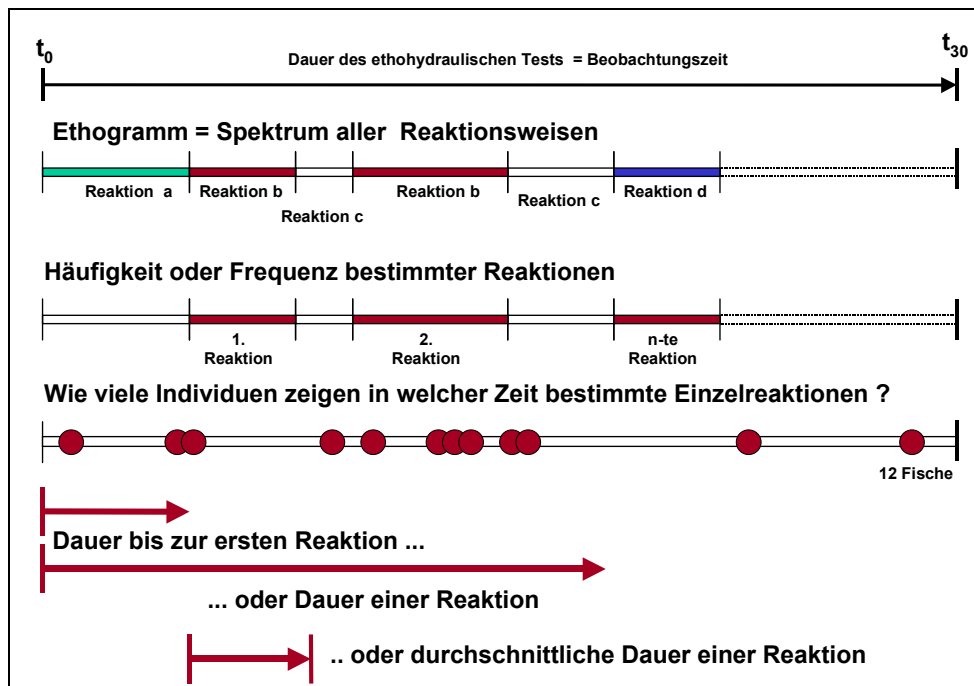 t0
t30
Dauer des ethohydraulischen Tests = Beobachtungszeit
Ethogramm = Spektrum aller Reaktionsweisen
Reaktion a
Reaktion b
Reaktion c
Reaktion b
Reaktion c
Reaktion d
Häufigkeit oder Frequenz bestimmter Reaktionen
1.
Reaktion
2.
Reaktion
n-te
Reaktion
Wie viele Individuen zeigen in welcher Zeit bestimmte Einzelreaktionen ?
12 Fische
Dauer bis zur ersten Reaktion ...
... oder Dauer einer Reaktion
.. oder durchschnittliche Dauer einer Reaktion